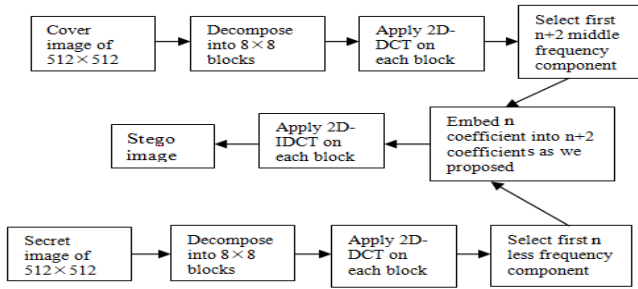 Cover
image of
512×512
Decompose
into 8×8
blocks
Apply 2D-
DCT on
each block
Select first
n+2 middle
frequency
component
Stego
image
Apply 2D-
IDCT on
each block
Embed n
coefficient into n+2
coefficients as we
proposed
Secret
image of
512×512
Decompose
into 8×8
blocks
Apply 2D-
DCT on
each block
Select first n
less frequency
component